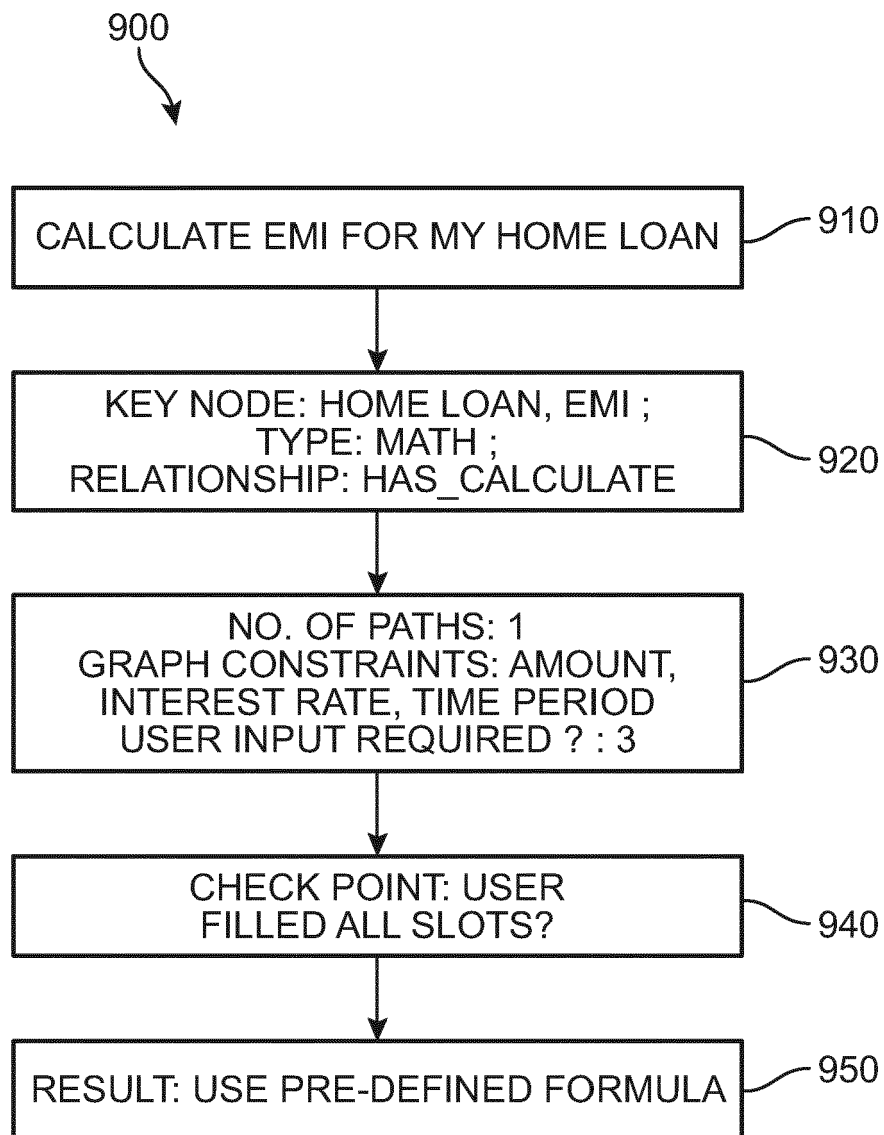 900
CALCULATE EMI FOR MY HOME LOAN
910
KEY NODE: HOME LOAN, EMI ;
TYPE: MATH ;
RELATIONSHIP: HAS_CALCULATE
920
NO. OF PATHS: 1
GRAPH CONSTRAINTS: AMOUNT,
INTEREST RATE, TIME PERIOD
USER INPUT REQUIRED ? : 3
930
CHECK POINT: USER
FILLED ALL SLOTS?
940
RESULT: USE PRE-DEFINED FORMULA
950